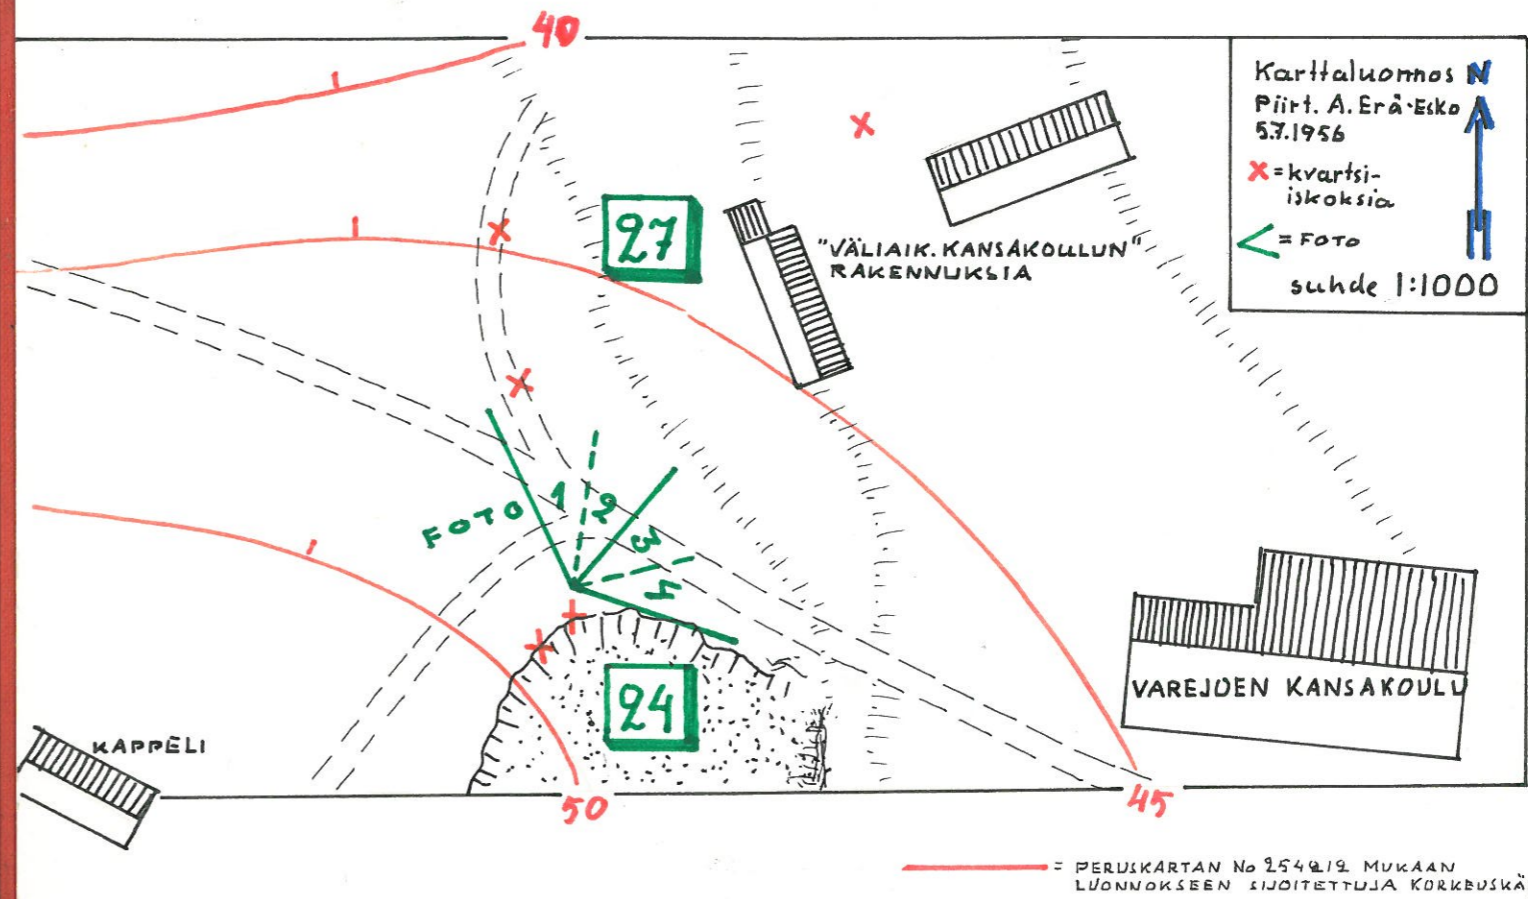 40
Karttaluonnos N
Piirt. A. Erä-Esko
5.7.1956
x = kvartsi-
iskoksia
< = FOTO
suhde 1:1000
27
"VÄLIAIK. KANSAKOULUN"
RAKENNUKSIA
FOTO 1 2 3 4
24
VAREJOEN KANSAKOULU
KAPPELI
50
45
= PERUSKARTAN No 254212 MUKAAN
LUONNOKSEEN SIJOITETTUJA KORKEUSKÄ